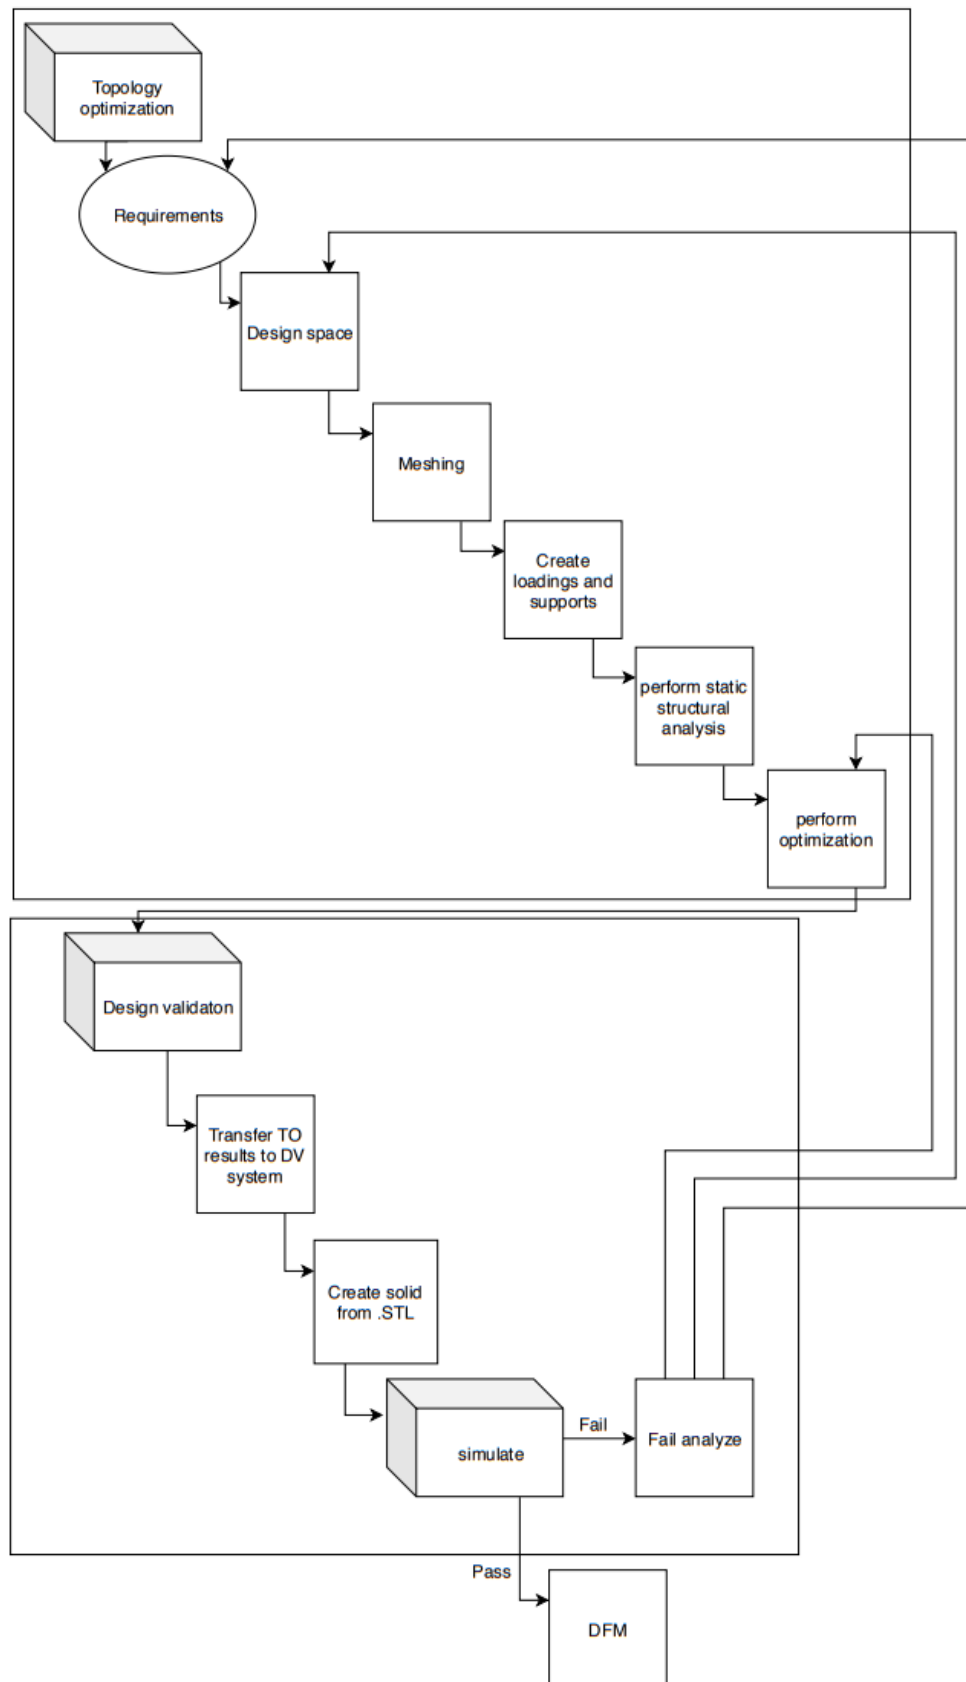 Topology
optimization
Requirements
Design space
Meshing
Create
loadings and
supports
perform static
structural
analysis
perform
optimization
Design validaton
Transfer TO
results to DV
system
Create solid
from .STL
simulate
Fail
Fail analyze
Pass
DFM